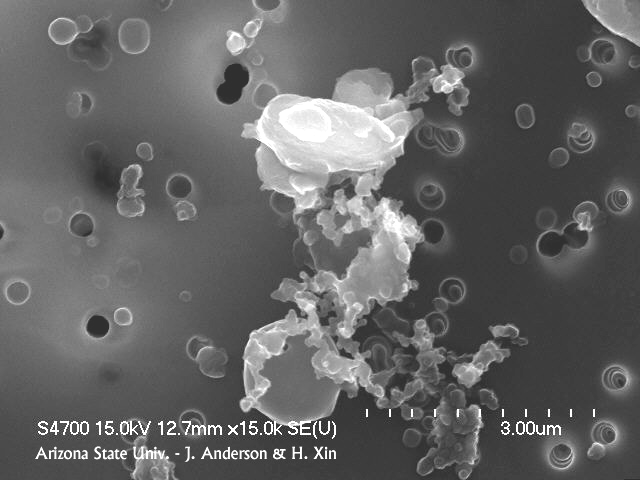 S4700 15.0kV 12.7mm x15.0k SE(U) 3.00um
Arizona State Univ. - J. Anderson & H. Xin